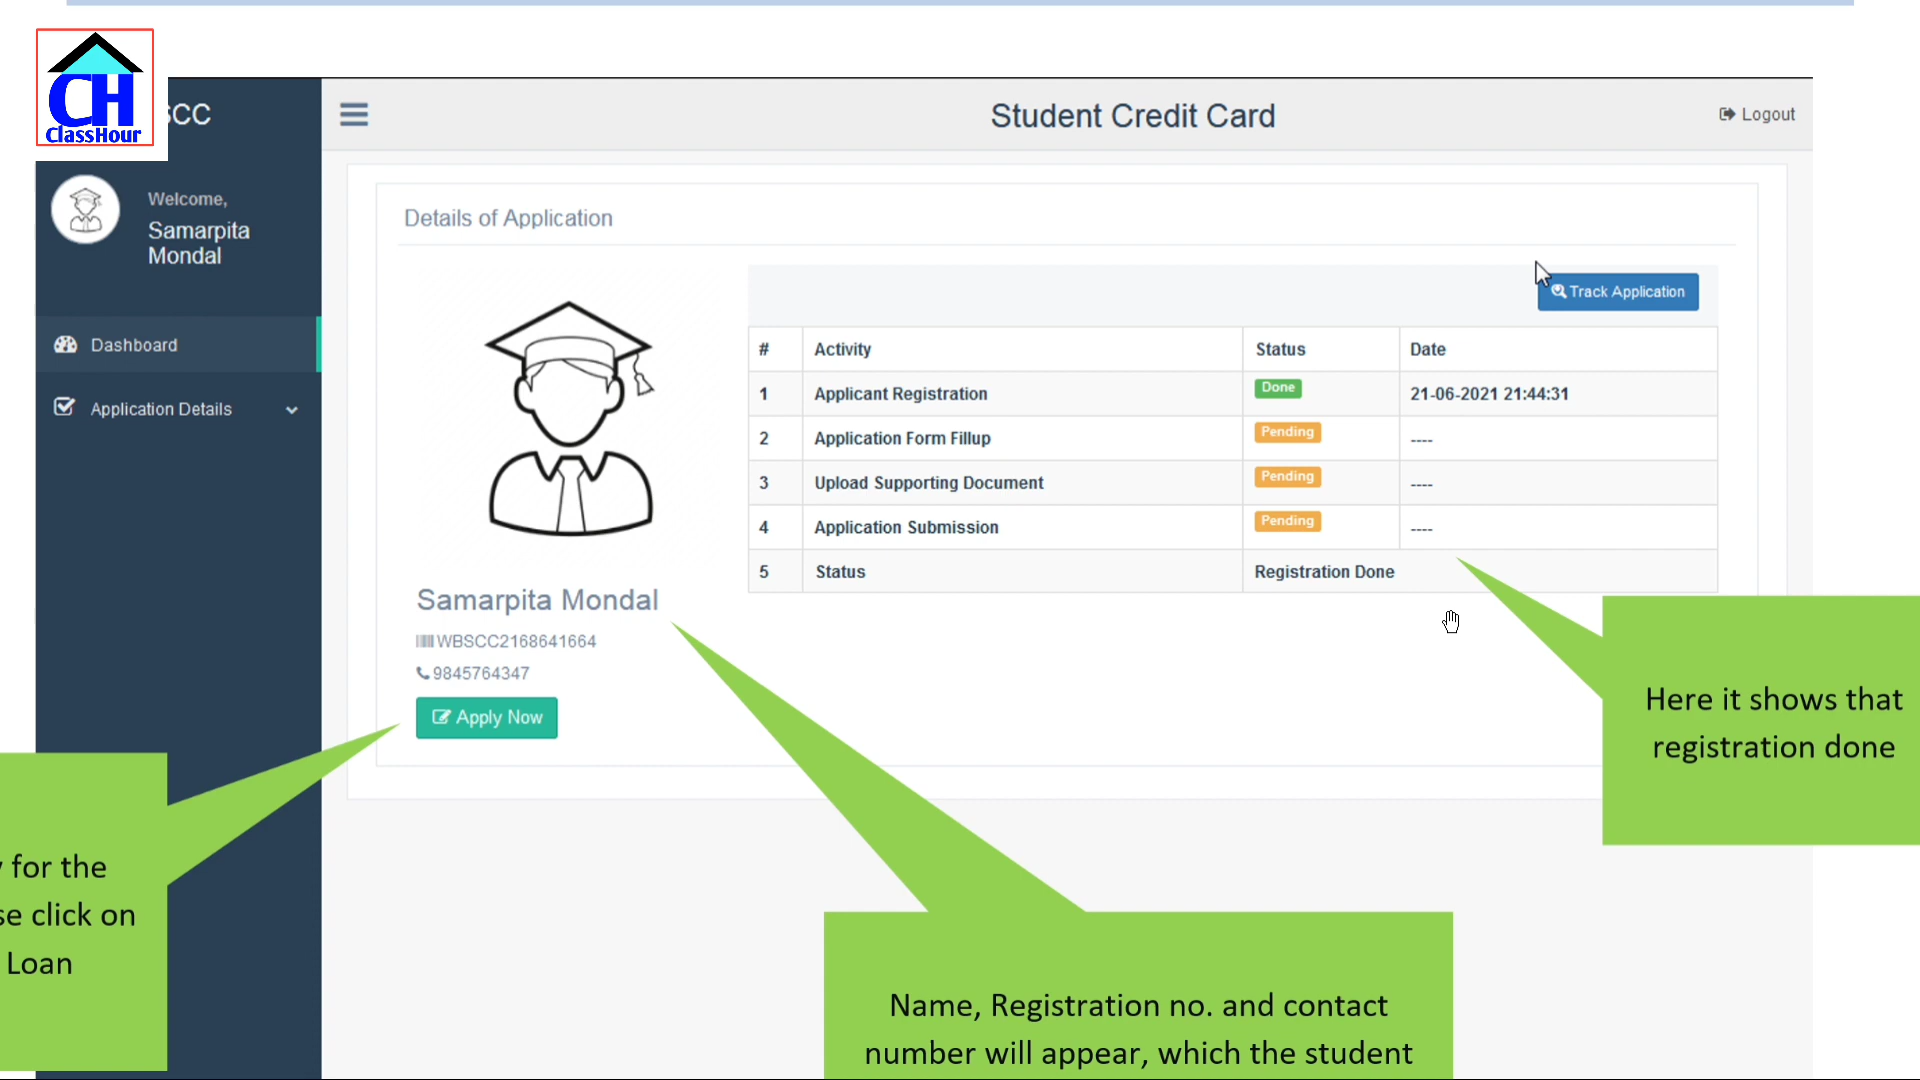 CH
ClassHour
SCC
Student Credit Card
Logout
Welcome,
Samarpita
Mondal
Dashboard
Application Details
Details of Application
Track Application
# Activity Status Date
1 Applicant Registration Done 21-06-2021 21:44:31
2 Application Form Fillup Pending ----
3 Upload Supporting Document Pending ----
4 Application Submission Pending ----
5 Status Registration Done
Samarpita Mondal
WBSCC2168641664
9845764347
Apply Now
Here it shows that
registration done
for the
click on
Loan
Name, Registration no. and contact
number will appear, which the student